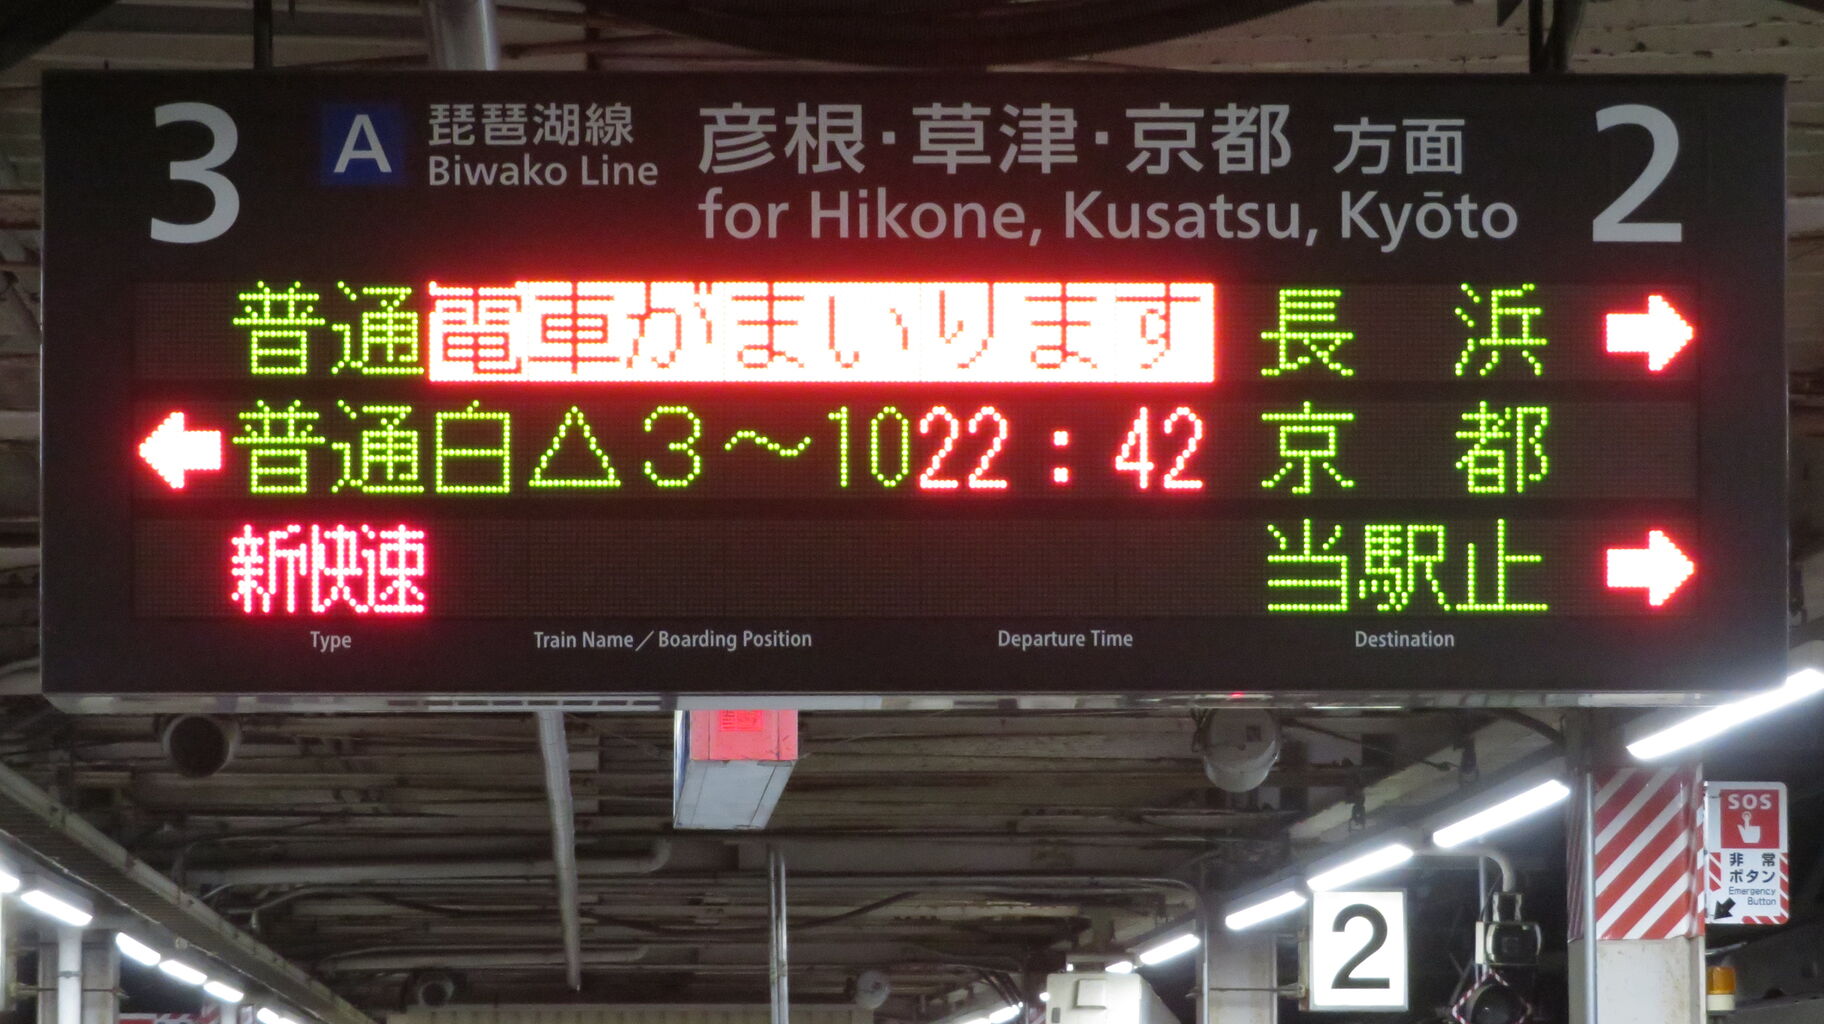 3
A
琵琶湖線
Biwako Line
彦根・草津・京都 方面
for Hikone, Kusatsu, Kyōto
2
普通 電車がまいります 長 浜 →
← 普通 白△3~10 22:42 京 都
新快速 当駅止 →
Type Train Name／Boarding Position Departure Time Destination
SOS
非常
ボタン
Emergency
Button
2